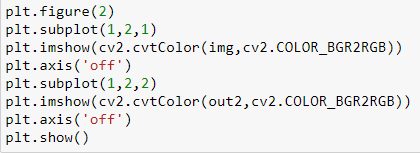 plt.figure(2)
plt.subplot(1,2,1)
plt.imshow(cv2.cvtColor(img,cv2.COLOR_BGR2RGB))
plt.axis('off')
plt.subplot(1,2,2)
plt.imshow(cv2.cvtColor(out2,cv2.COLOR_BGR2RGB))
plt.axis('off')
plt.show()